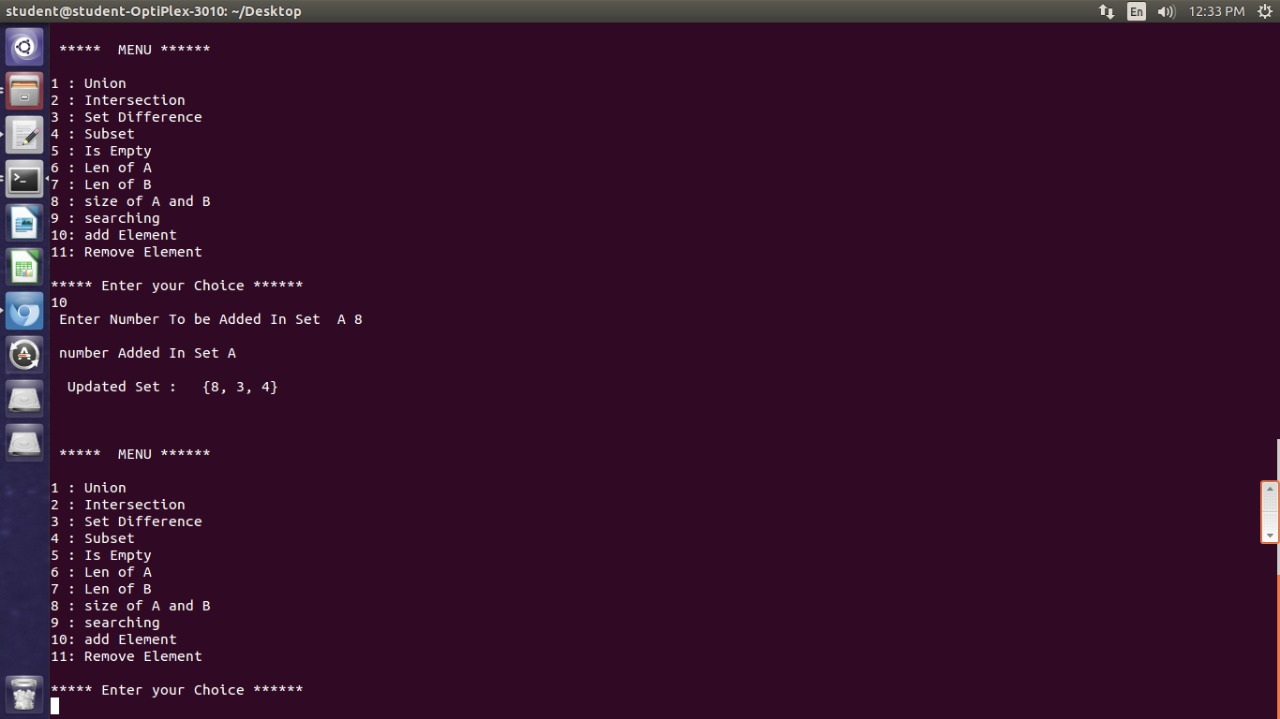 student@student-OptiPlex-3010: ~/Desktop En 12:33 PM
***** MENU ******
1 : Union
2 : Intersection
3 : Set Difference
4 : Subset
5 : Is Empty
6 : Len of A
7 : Len of B
8 : size of A and B
9 : searching
10: add Element
11: Remove Element
***** Enter your Choice ******
10
Enter Number To be Added In Set  A 8
number Added In Set A
Updated Set :   {8, 3, 4}
*****  MENU ******
1 : Union
2 : Intersection
3 : Set Difference
4 : Subset
5 : Is Empty
6 : Len of A
7 : Len of B
8 : size of A and B
9 : searching
10: add Element
11: Remove Element
***** Enter your Choice ******